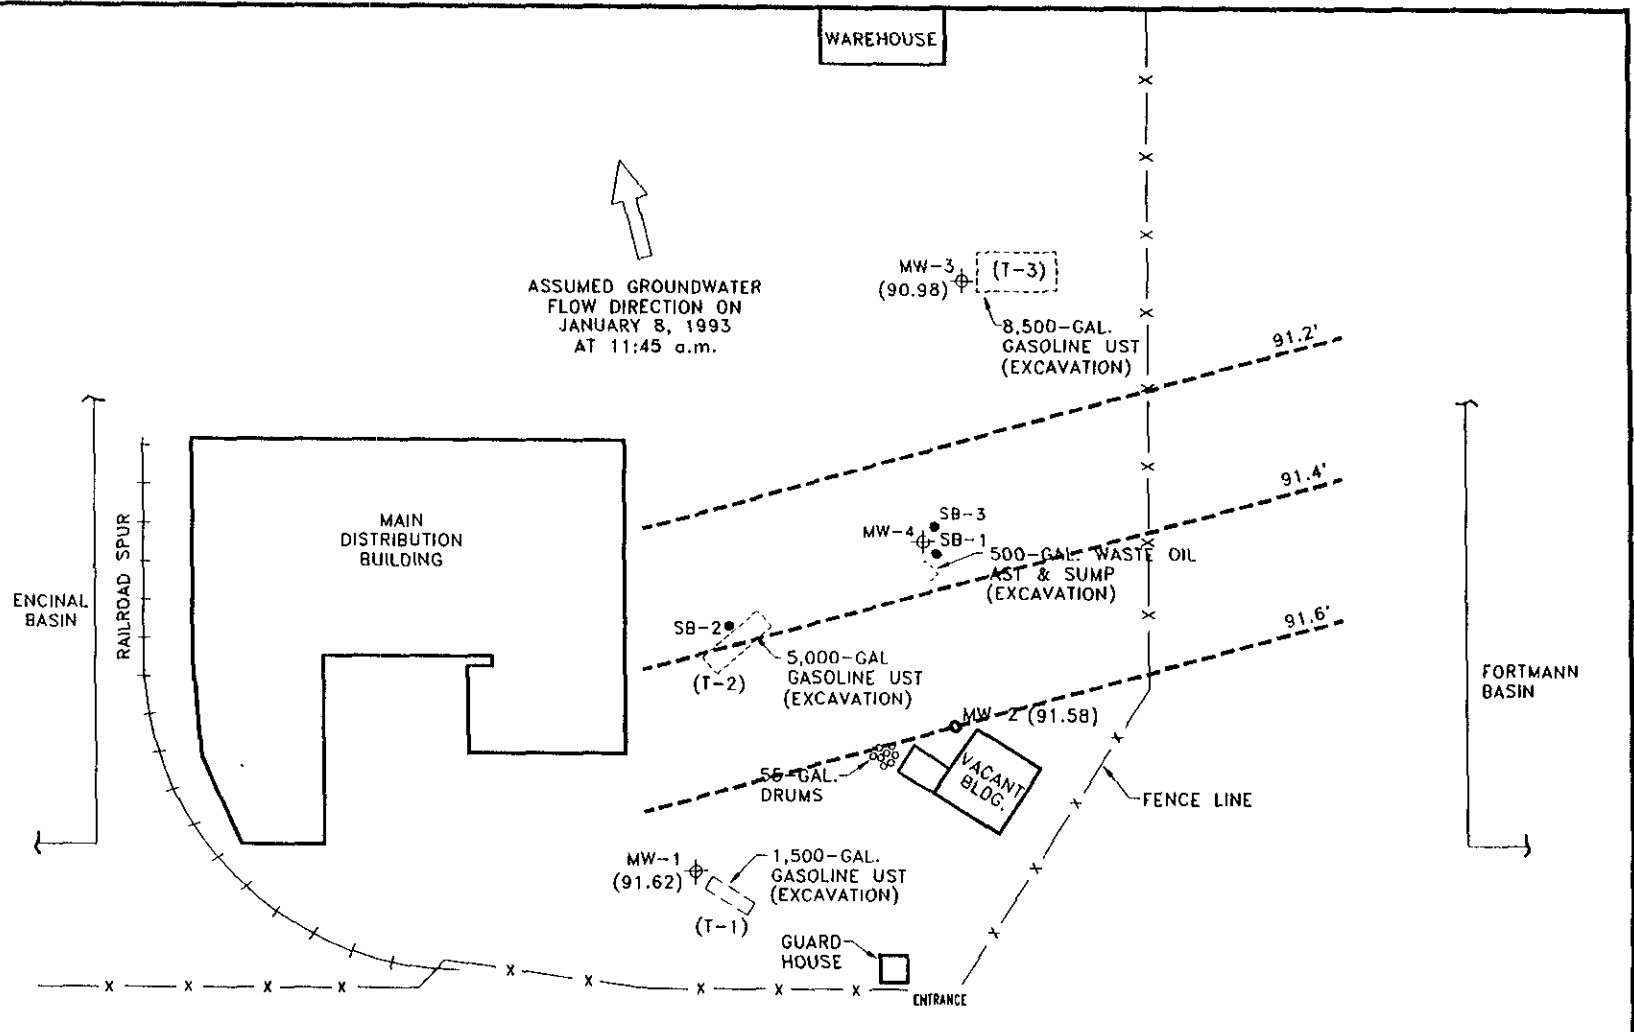 WAREHOUSE
ASSUMED GROUNDWATER
FLOW DIRECTION ON
JANUARY 8, 1993
AT 11:45 a.m.
MW-3
(90.98)
(T-3)
8,500-GAL.
GASOLINE UST
(EXCAVATION)
91.2'
91.4'
91.6'
MAIN
DISTRIBUTION
BUILDING
RAILROAD SPUR
ENCINAL
BASIN
FORTMANN
BASIN
SB-3
MW-4
SB-1
500-GAL. WASTE OIL
AST & SUMP
(EXCAVATION)
SB-2
5,000-GAL
GASOLINE UST
(EXCAVATION)
(T-2)
MW-2 (91.58)
55-GAL.
DRUMS
VACANT
BLDG.
FENCE LINE
MW-1
(91.62)
1,500-GAL.
GASOLINE UST
(EXCAVATION)
(T-1)
GUARD
HOUSE
ENTRANCE